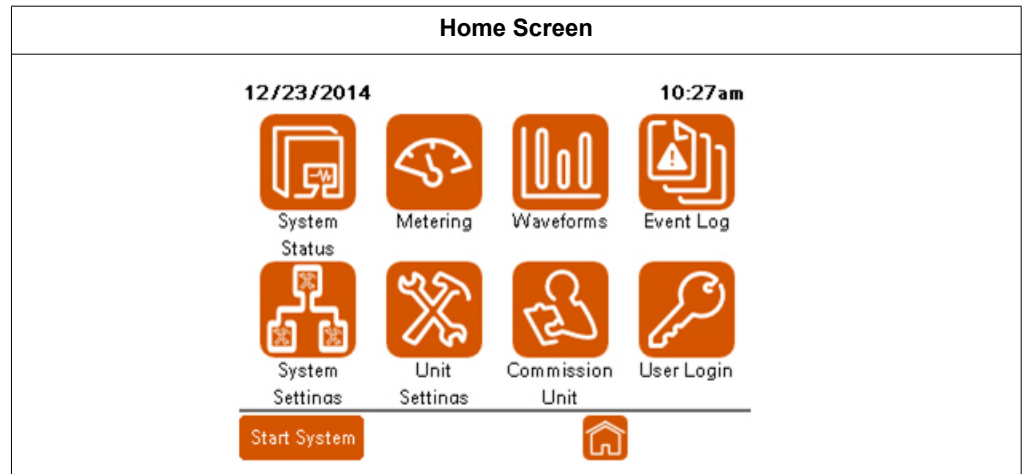 Home Screen
12/23/2014 10:27am
System Status
Metering
Waveforms
Event Log
System Settings
Unit Settings
Commission Unit
User Login
Start System